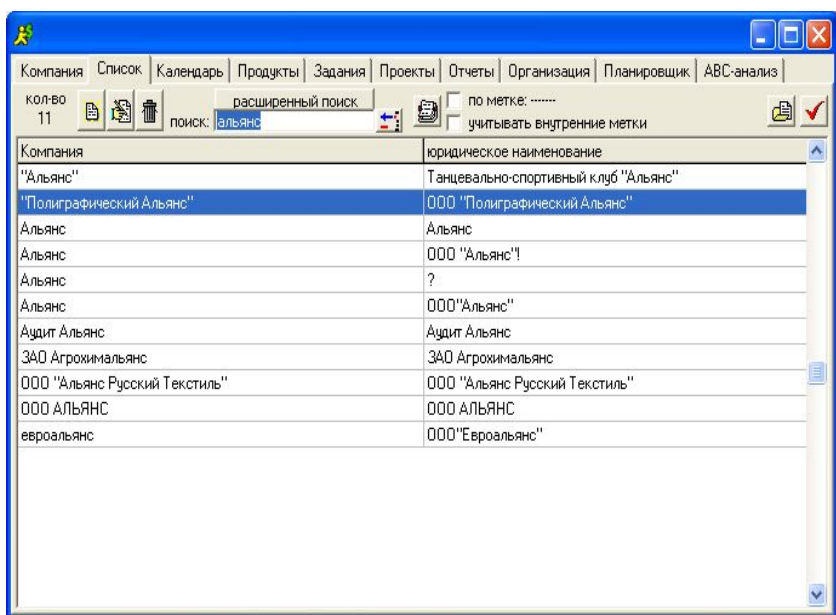 Компания Список Календарь Продукты Задания Проекты Отчеты Организация Планировщик ABC-анализ
кол-во
11
расширенный поиск
поиск: альянс
по метке: -------
учитывать внутренние метки
Компания юридическое наименование
"Альянс" Танцевально-спортивный клуб "Альянс"
"Полиграфический Альянс" ООО "Полиграфический Альянс"
Альянс Альянс
Альянс ООО "Альянс"!
Альянс ?
Альянс ООО"Альянс"
Аудит Альянс Аудит Альянс
ЗАО Агрохимальянс ЗАО Агрохимальянс
ООО "Альянс Русский Текстиль" ООО "Альянс Русский Текстиль"
ООО АЛЬЯНС ООО АЛЬЯНС
евроальянс ООО"Евроальянс"